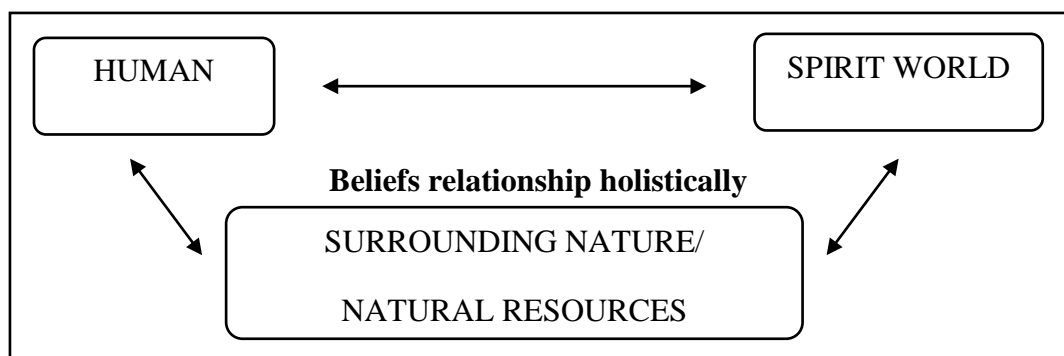 HUMAN
SPIRIT WORLD
Beliefs relationship holistically
SURROUNDING NATURE/
NATURAL RESOURCES